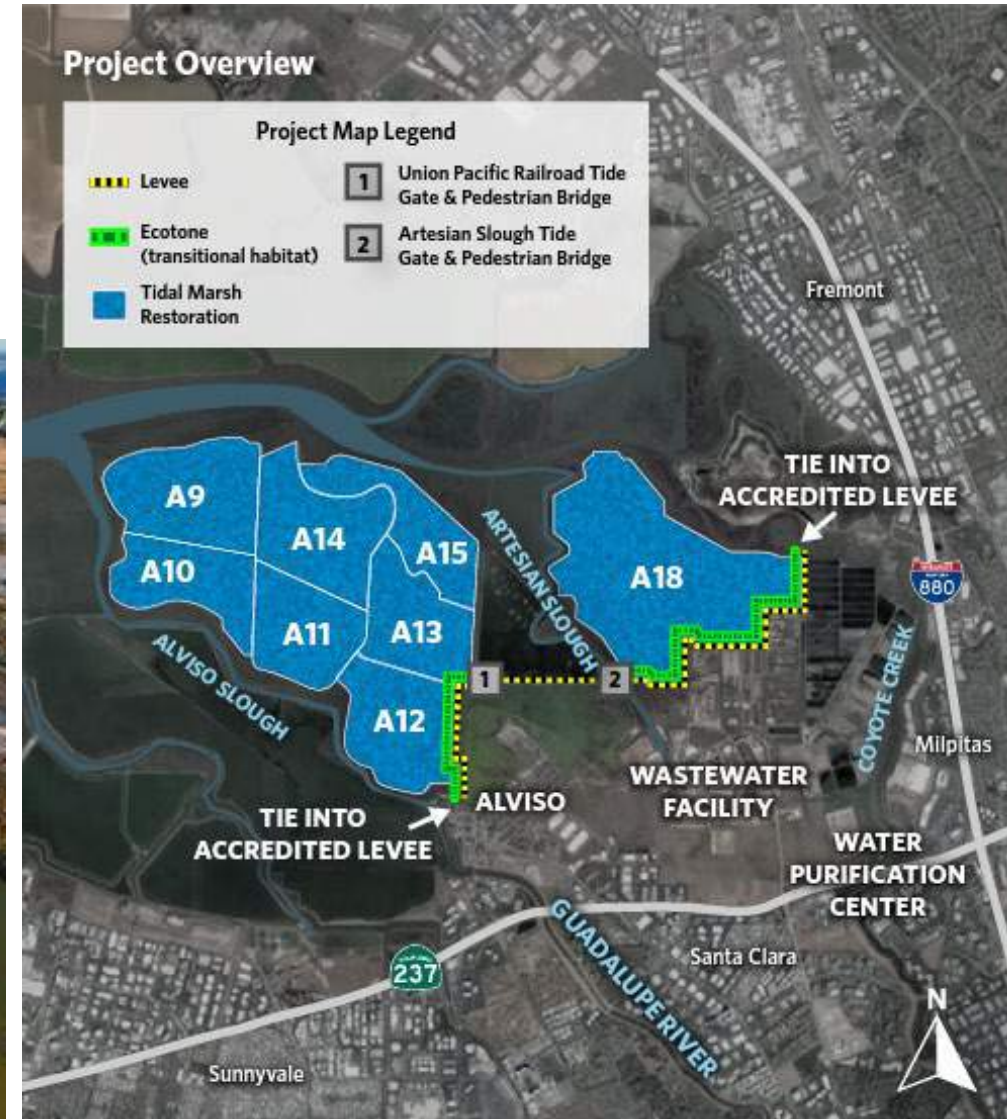 Project Overview
Project Map Legend
Levee
Ecotone
(transitional habitat)
Tidal Marsh
Restoration
1
Union Pacific Railroad Tide
Gate & Pedestrian Bridge
2
Artesian Slough Tide
Gate & Pedestrian Bridge
Fremont
TIE INTO
ACCREDITED LEVEE
880
A9
A10
A14
A15
A11
A13
A12
A18
ARTESIAN SLOUGH
ALVISO SLOUGH
1
2
COYOTE CREEK
Milpitas
ALVISO
WASTEWATER
FACILITY
TIE INTO
ACCREDITED LEVEE
WATER
PURIFICATION
CENTER
GUADALUPE RIVER
Santa Clara
237
Sunnyvale
N